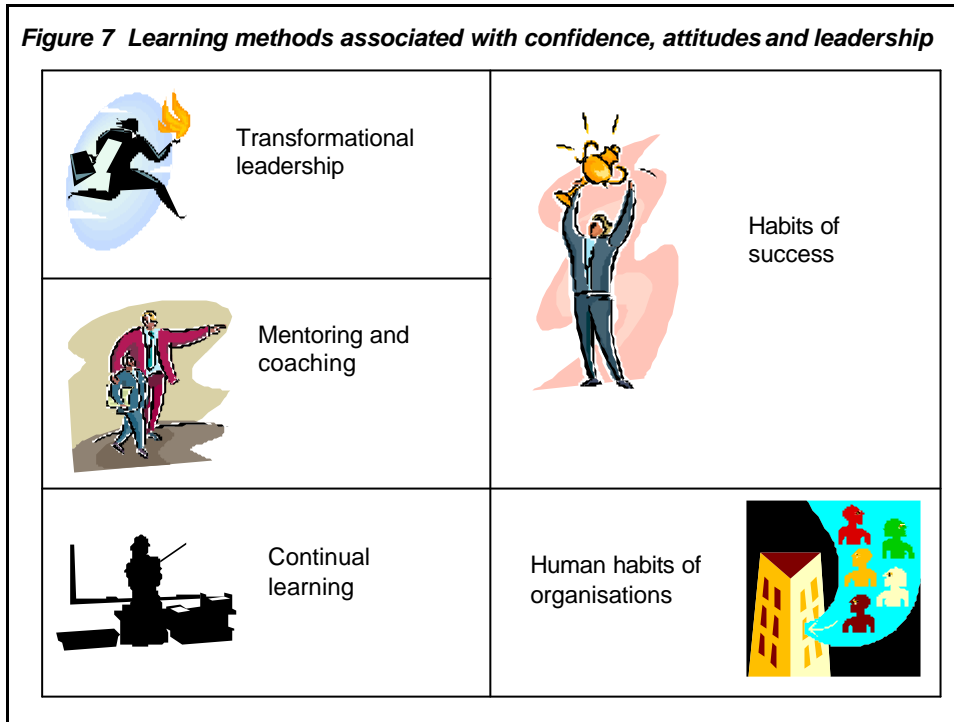 Figure 7 Learning methods associated with confidence, attitudes and leadership
Transformational
leadership
Habits of
success
Mentoring and
coaching
Continual
learning
Human habits of
organisations